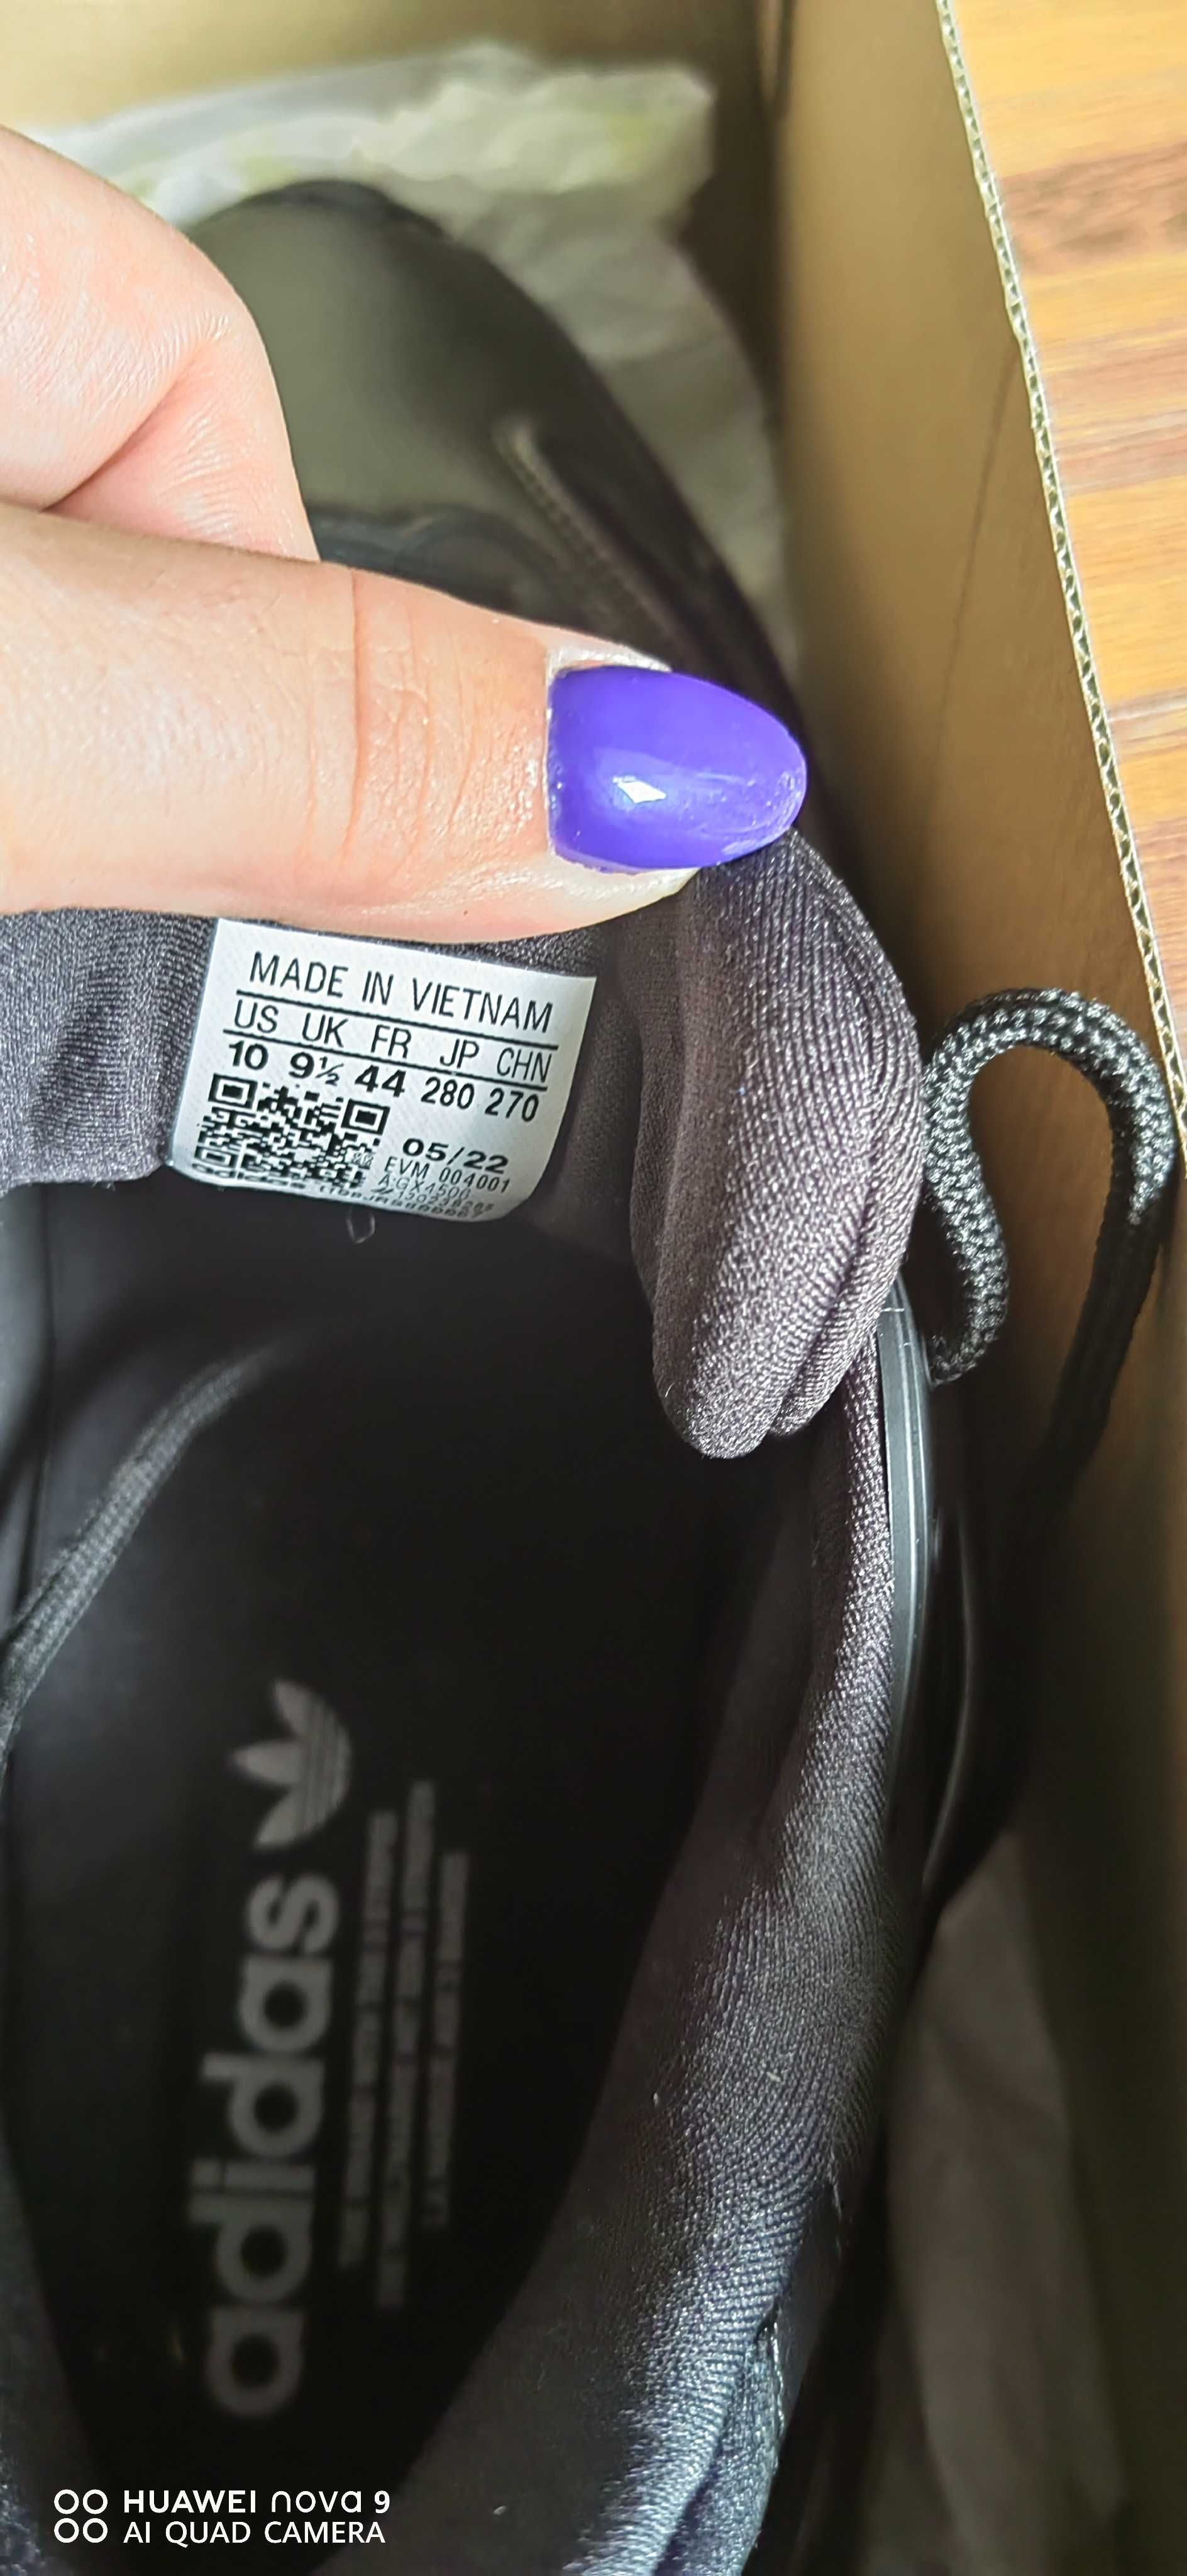 MADE IN VIETNAM
US UK FR JP CHN
10 9½ 44 280 270
05/22
EVM 004001
adidas
adidas
HUAWEI nova 9
AI QUAD CAMERA